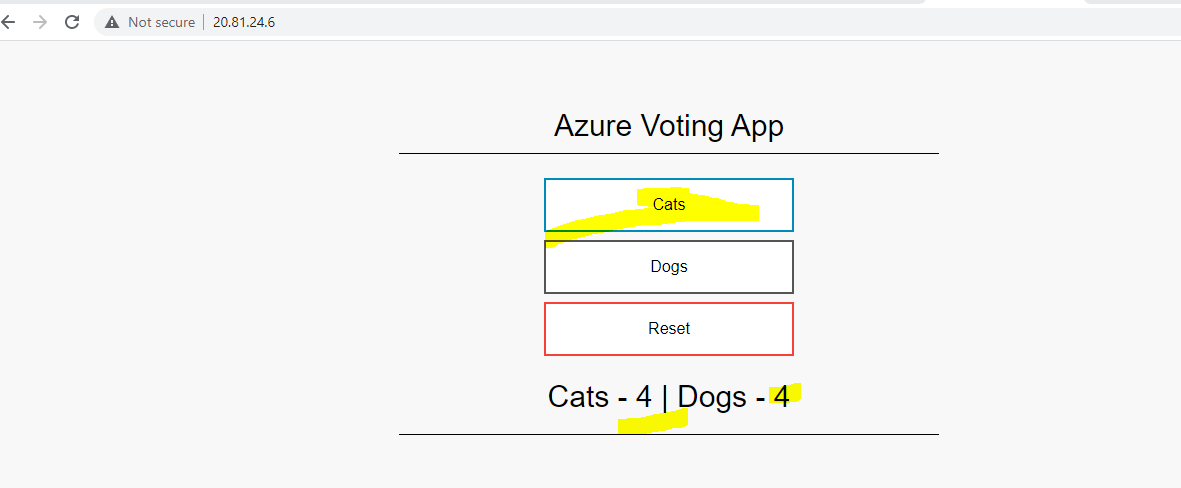 Not secure | 20.81.24.6
Azure Voting App
Cats
Dogs
Reset
Cats - 4 | Dogs - 4